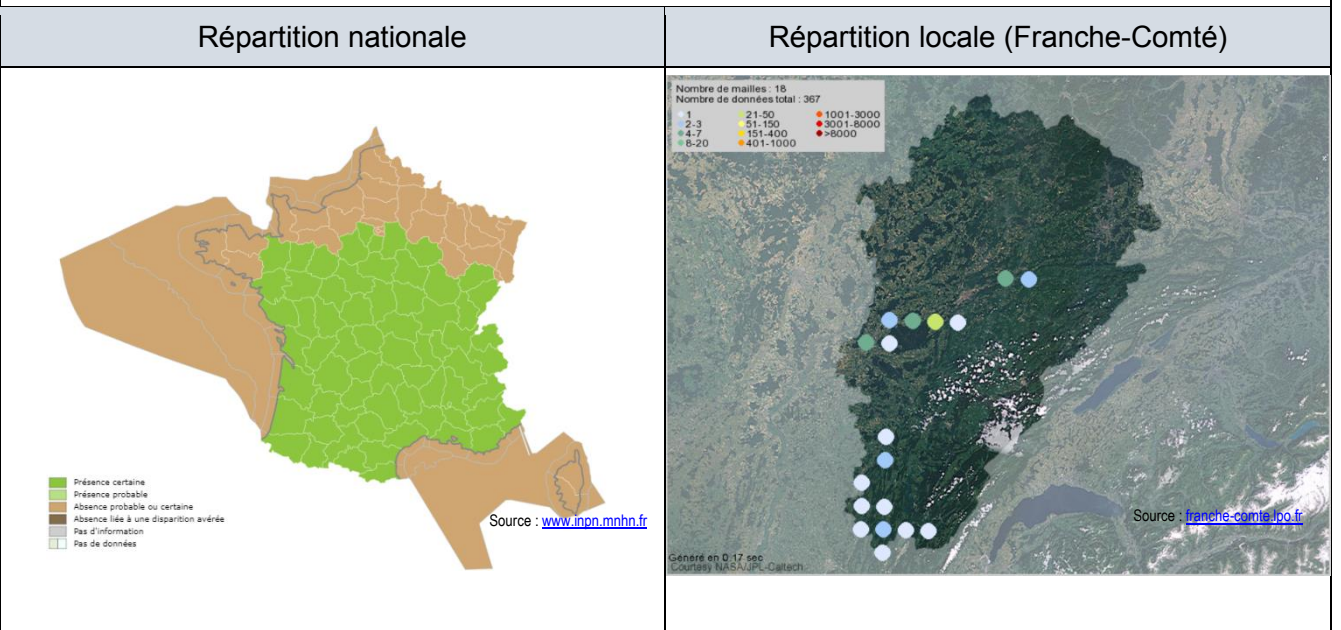 Répartition nationale
Répartition locale (Franche-Comté)
Présence certaine
Présence probable
Absence probable ou certaine
Absence liée à une disparition avérée
Pas d'information
Pas de données
Source : www.inpn.mnhn.fr
Nombre de mailles : 18
Nombre de données total : 367
1 21-50 1001-3000
2-3 51-150 3001-8000
4-7 151-400 >8000
8-20 401-1000
Source : franche-comte.lpo.fr
Généré en 0.17 sec
Courtesy NASA/JPL-Caltech